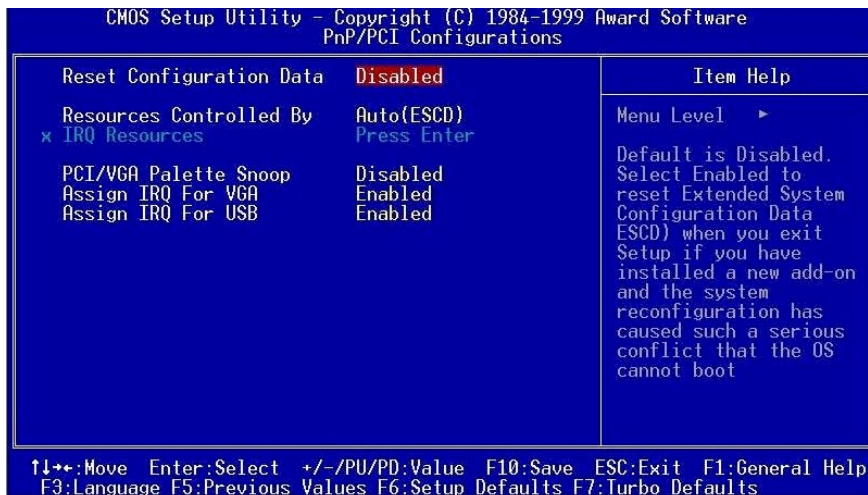 CMOS Setup Utility - Copyright (C) 1984-1999 Award Software
PnP/PCI Configurations
Reset Configuration Data Disabled
Resources Controlled By Auto(ESCD)
x IRQ Resources Press Enter
PCI/VGA Palette Snoop Disabled
Assign IRQ For VGA Enabled
Assign IRQ For USB Enabled
Item Help
Menu Level ►
Default is Disabled.
Select Enabled to
reset Extended System
Configuration Data
ESCD) when you exit
Setup if you have
installed a new add-on
and the system
reconfiguration has
caused such a serious
conflict that the OS
cannot boot
↑↓→←:Move Enter:Select +/-/PU/PD:Value F10:Save ESC:Exit F1:General Help
F3:Language F5:Previous Values F6:Setup Defaults F7:Turbo Defaults